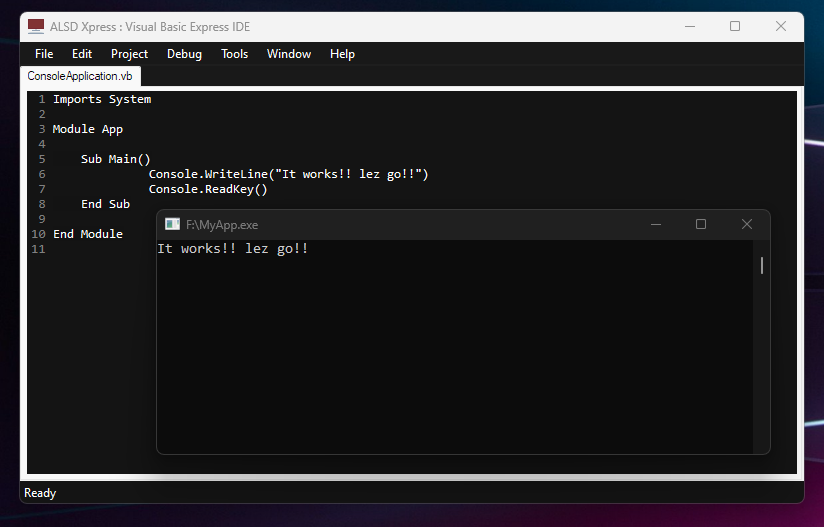 ALSD Xpress : Visual Basic Express IDE
File Edit Project Debug Tools Window Help
ConsoleApplication.vb
1 Imports System
2
3 Module App
4
5 Sub Main()
6 Console.WriteLine("It works!! lez go!!")
7 Console.ReadKey()
8 End Sub
9
10 End Module
11
F:\MyApp.exe
It works!! lez go!!
Ready